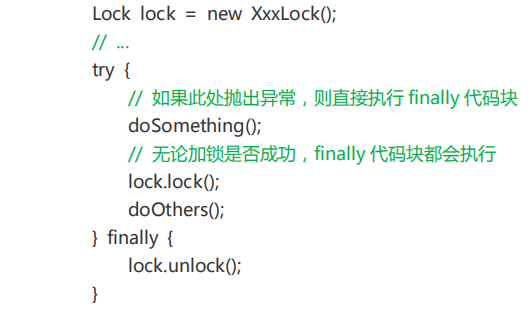 Lock lock = new XxxLock();
// ...
try {
// 如果此处抛出异常，则直接执行 finally 代码块
doSomething();
// 无论加锁是否成功，finally 代码块都会执行
lock.lock();
doOthers();
} finally {
lock.unlock();
}